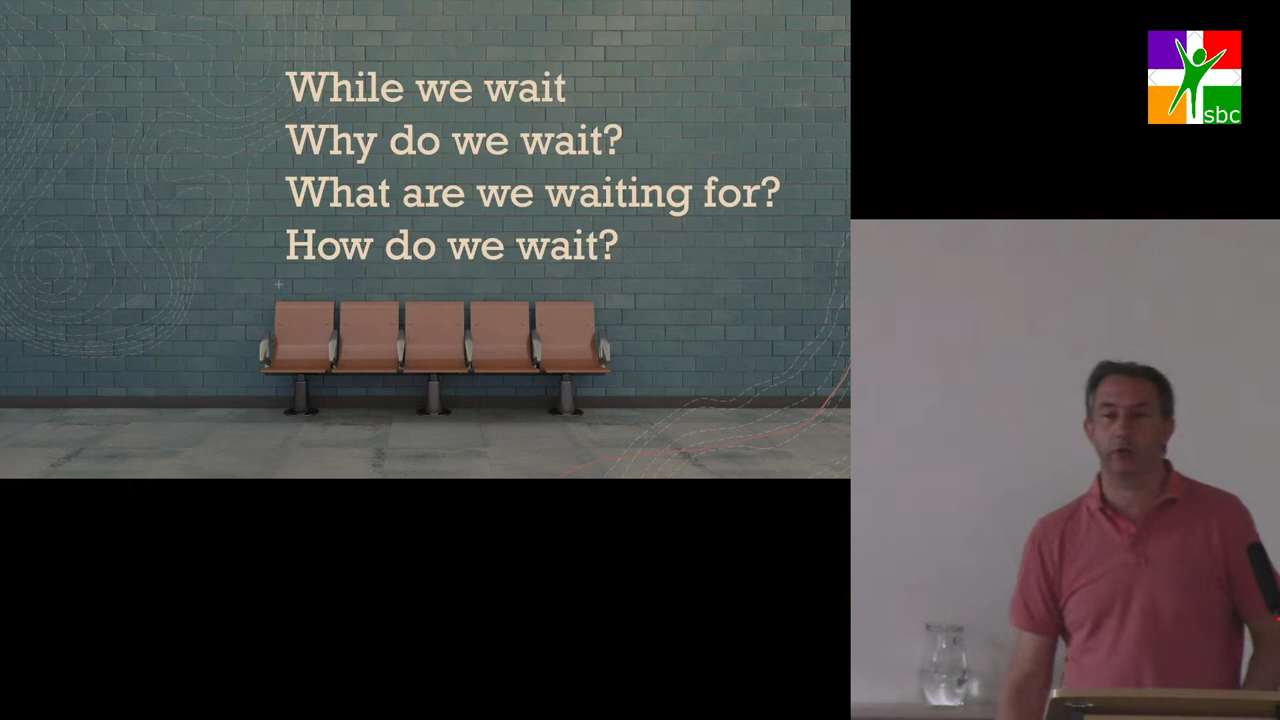 While we wait
Why do we wait?
What are we waiting for?
How do we wait?
sbc